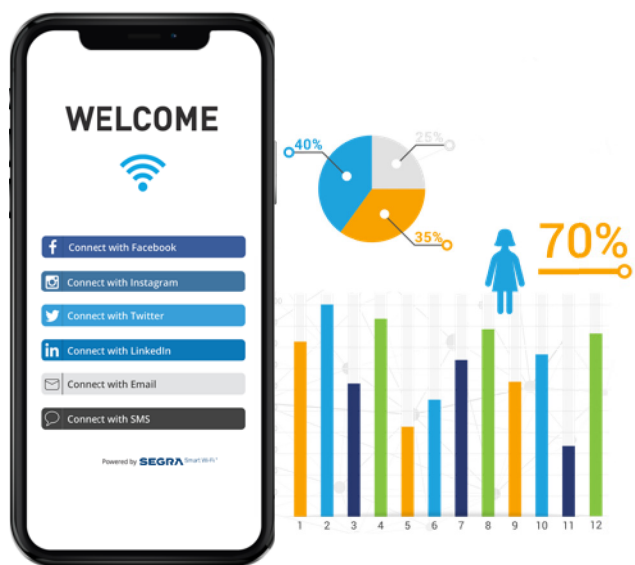 WELCOME
Connect with Facebook
Connect with Instagram
Connect with Twitter
in Connect with LinkedIn
Connect with Email
Connect with SMS
Powered by SEGRA Smart Wi-Fi™
40%
25%
35%
70%
1 2 3 4 5 6 7 8 9 10 11 12